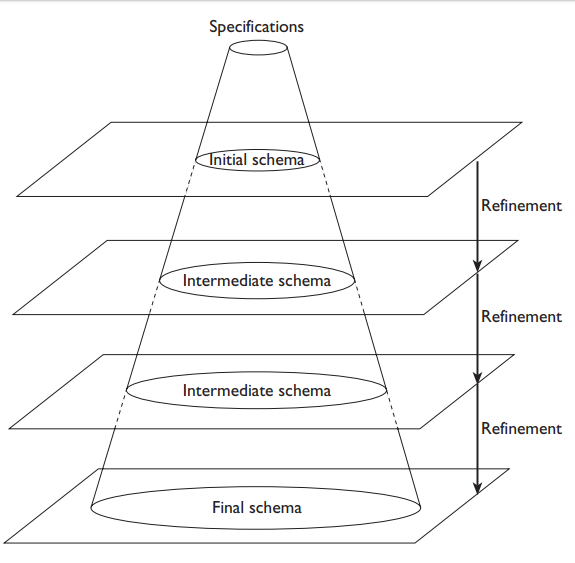 Specifications
Initial schema
Refinement
Intermediate schema
Refinement
Intermediate schema
Refinement
Final schema